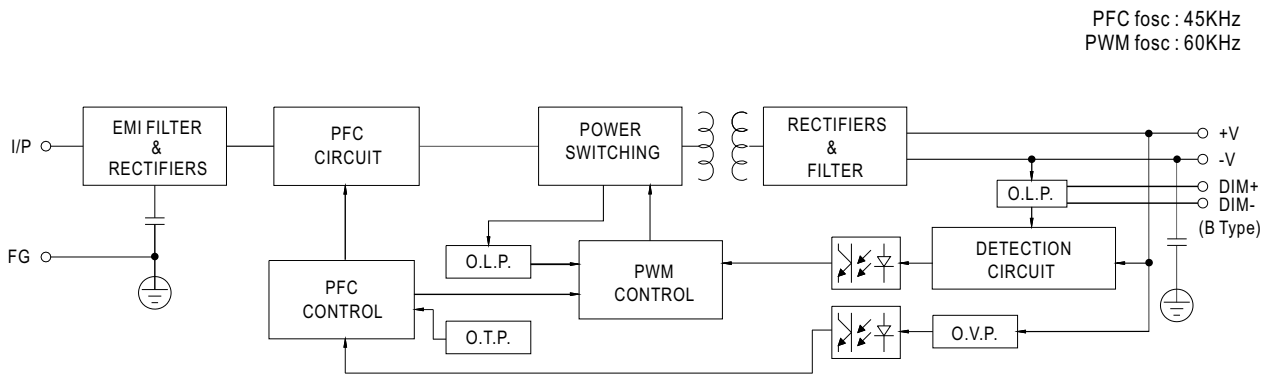 PFC fosc : 45KHz
PWM fosc : 60KHz
I/P
EMI FILTER
&
RECTIFIERS
PFC
CIRCUIT
POWER
SWITCHING
RECTIFIERS
&
FILTER
+V
-V
DIM+
DIM-
(B Type)
O.L.P.
FG
O.L.P.
PWM
CONTROL
DETECTION
CIRCUIT
PFC
CONTROL
O.T.P.
O.V.P.